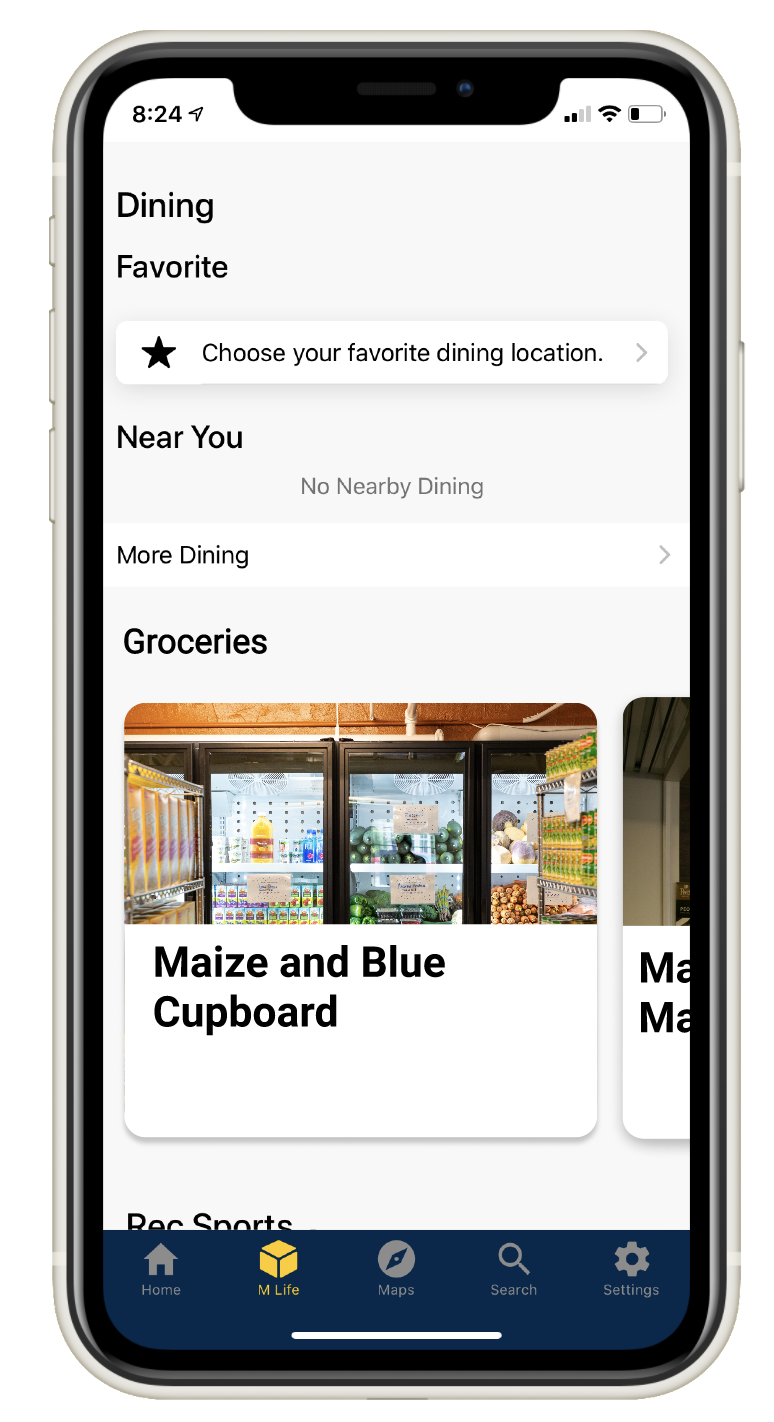 8:24
Dining
Favorite
Choose your favorite dining location.
Near You
No Nearby Dining
More Dining
Groceries
Maize and Blue
Cupboard
Ma
Ma
Rec Sports
Home
M Life
Maps
Search
Settings